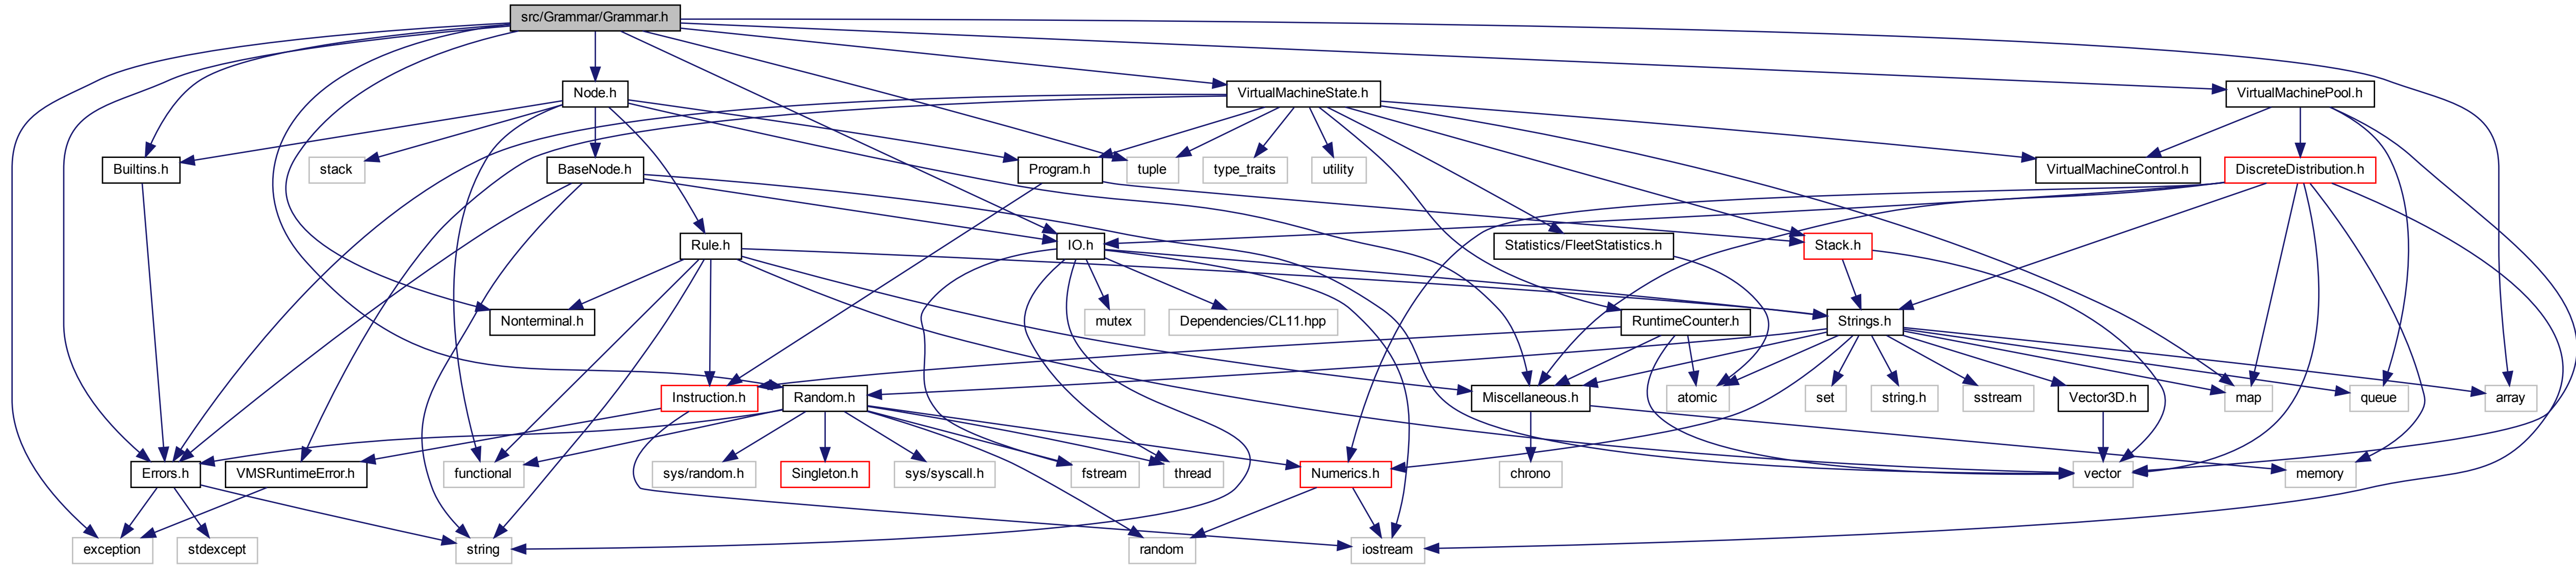 src/Grammar/Grammar.h
Node.h
VirtualMachineState.h
VirtualMachinePool.h
Builtins.h
stack
BaseNode.h
Program.h
tuple
type_traits
utility
VirtualMachineControl.h
DiscreteDistribution.h
Rule.h
IO.h
Statistics/FleetStatistics.h
Stack.h
Nonterminal.h
mutex
Dependencies/CL11.hpp
RuntimeCounter.h
Strings.h
Instruction.h
Random.h
Miscellaneous.h
atomic
set
string.h
sstream
Vector3D.h
map
queue
array
Errors.h
VMSRuntimeError.h
functional
sys/random.h
Singleton.h
sys/syscall.h
fstream
thread
Numerics.h
chrono
vector
memory
exception
stdexcept
string
random
iostream